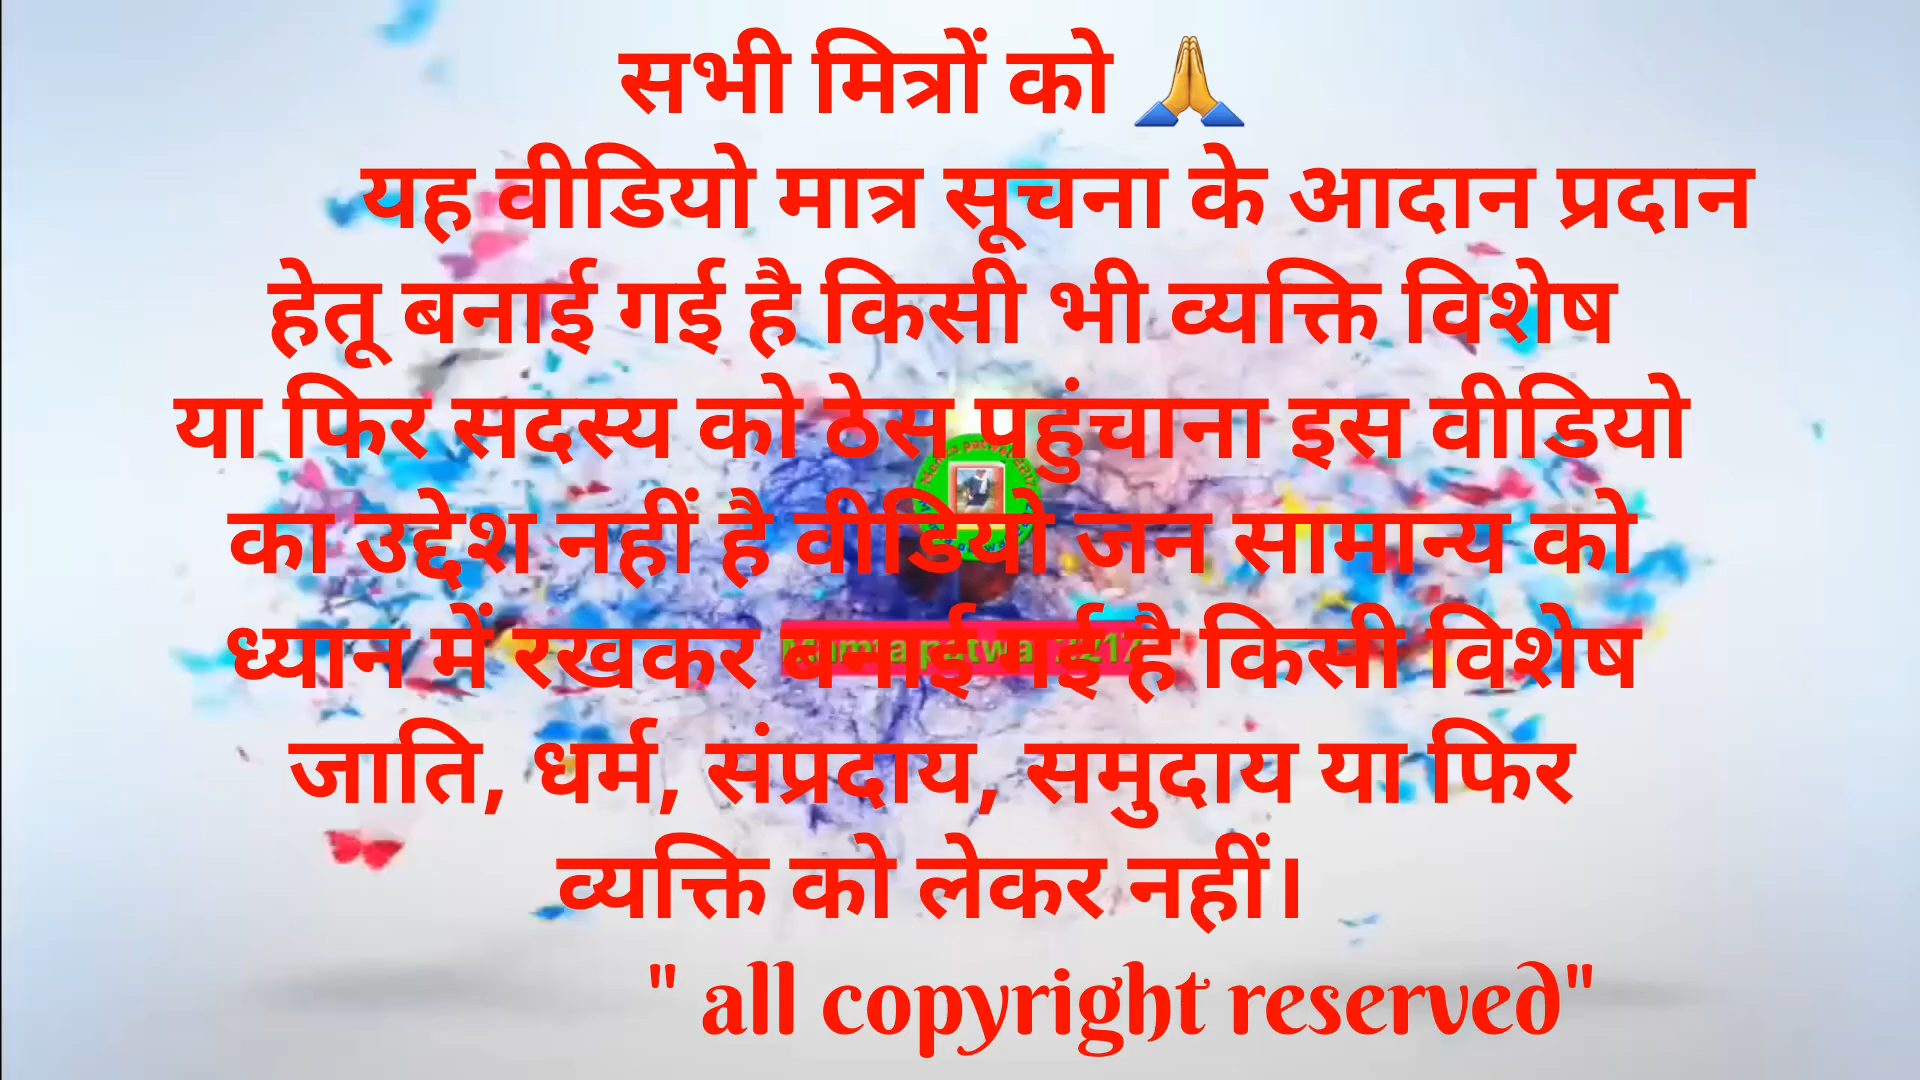 सभी मित्रों को 🙏
यह वीडियो मात्र सूचना के आदान प्रदान
हेतू बनाई गई है किसी भी व्यक्ति विशेष
या फिर सदस्य को ठेस पहुंचाना इस वीडियो
का उद्देश नहीं है वीडियो जन सामान्य को
ध्यान में रखकर बनाई गई है किसी विशेष
जाति, धर्म, संप्रदाय, समुदाय या फिर
व्यक्ति को लेकर नहीं।
" all copyright reserved"